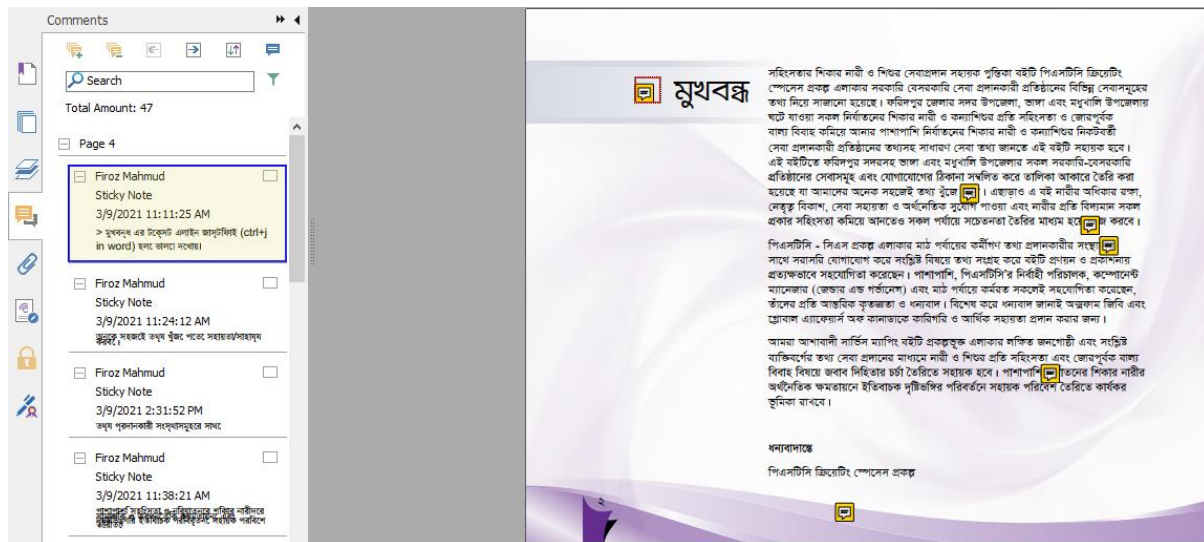 Comments
Search
Total Amount: 47
Page 4
Firoz Mahmud
Sticky Note
3/9/2021 11:11:25 AM
> মুখবন্ধ এর টেক্সট এলাইন জাস্টিফাই (ctrl+j
in word) হলে ভালো দেখায়।
Firoz Mahmud
Sticky Note
3/9/2021 11:24:12 AM
সহজেই তথ্য খুঁজে পেতে সহায়তা/সাহায্য
করবে।
Firoz Mahmud
Sticky Note
3/9/2021 2:31:52 PM
তথ্য প্রদানকারী সংস্থাসমূহের সাথে
Firoz Mahmud
Sticky Note
3/9/2021 11:38:21 AM
মুখবন্ধ
সহিংসতার শিকার নারী ও শিশুর সেবাপ্রদান সহায়ক পুস্তিকা বইটি পিএসটিসি ক্রিয়েটিং
স্পেসেস প্রকল্প এলাকার সরকারি বেসরকারি সেবা প্রদানকারী প্রতিষ্ঠানের বিভিন্ন সেবাসমূহের
তথ্য নিয়ে সাজানো হয়েছে। ফরিদপুর জেলার সদর উপজেলা, ভাঙ্গা এবং মধুখালি উপজেলায়
ঘটে যাওয়া সকল নির্যাতনের শিকার নারী ও কন্যাশিশুর প্রতি সহিংসতা ও জোরপূর্বক
বাল্য বিবাহ কমিয়ে আনার পাশাপাশি নির্যাতনের শিকার নারী ও কন্যাশিশুর নিকটবর্তী
সেবা প্রদানকারী প্রতিষ্ঠানের তথ্যসহ সাধারণ সেবা তথ্য জানতে এই বইটি সহায়ক হবে।
এই বইটিতে ফরিদপুর সদরসহ ভাঙ্গা এবং মধুখালি উপজেলার সকল সরকারি-বেসরকারি
প্রতিষ্ঠানের সেবাসমূহ এবং যোগাযোগের ঠিকানা সম্বলিত করে তালিকা আকারে তৈরি করা
হয়েছে যা আমাদের অনেক সহজেই তথ্য খুঁজে । এছাড়াও এ বই নারীর অধিকার রক্ষা,
নেতৃত্ব বিকাশ, সেবা সহায়তা ও অর্থনৈতিক সুযোগ পাওয়া এবং নারীর প্রতি বিদ্যমান সকল
প্রকার সহিংসতা কমিয়ে আনতেও সকল পর্যায়ে সচেতনতা তৈরির মাধ্যম করবে।
পিএসটিসি - সিএস প্রকল্প এলাকার মাঠ পর্যায়ের কর্মীগণ তথ্য প্রদানকারীর
সাথে সরাসরি যোগাযোগ করে সংশ্লিষ্ট বিষয়ে তথ্য সংগ্রহ করে বইটি প্রণয়ন ও প্রকাশনায়
প্রত্যক্ষভাবে সহযোগিতা করেছেন। পাশাপাশি, পিএসটিসি'র নির্বাহী পরিচালক, কম্পোনেন্ট
ম্যানেজার (জেন্ডার এন্ড গর্ভানেন্স) এবং মাঠ পর্যায়ে কর্মরত সকলেই সহযোগিতা করেছেন,
তাঁদের প্রতি আন্তরিক কৃতজ্ঞতা ও ধন্যবাদ। বিশেষ করে ধন্যবাদ জানাই অক্সফাম জিবি এবং
গ্লোবাল এ্যাফেয়ার্স অফ কানাডাকে কারিগরি ও আর্থিক সহায়তা প্রদান করার জন্য।
আমরা আশাবাদী সার্ভিস ম্যাপিং বইটি প্রকল্পভূক্ত এলাকার লক্ষিত জনগোষ্ঠী এবং সংশ্লিষ্ট
ব্যক্তিবর্গের তথ্য সেবা প্রদানের মাধ্যমে নারী ও শিশুর প্রতি সহিংসতা এবং জোরপূর্বক বাল্য
বিবাহ বিষয়ে জবাব দিহিতার চর্চা তৈরিতে সহায়ক হবে। পাশাপাশি শিকার নারীর
অর্থনৈতিক ক্ষমতায়নে ইতিবাচক দৃষ্টিভঙ্গির পরিবর্তনে সহায়ক পরিবেশ তৈরিতে কার্যকর
ভূমিকা রাখবে।
ধন্যবাদান্তে
পিএসটিসি ক্রিয়েটিং স্পেসেস প্রকল্প
২